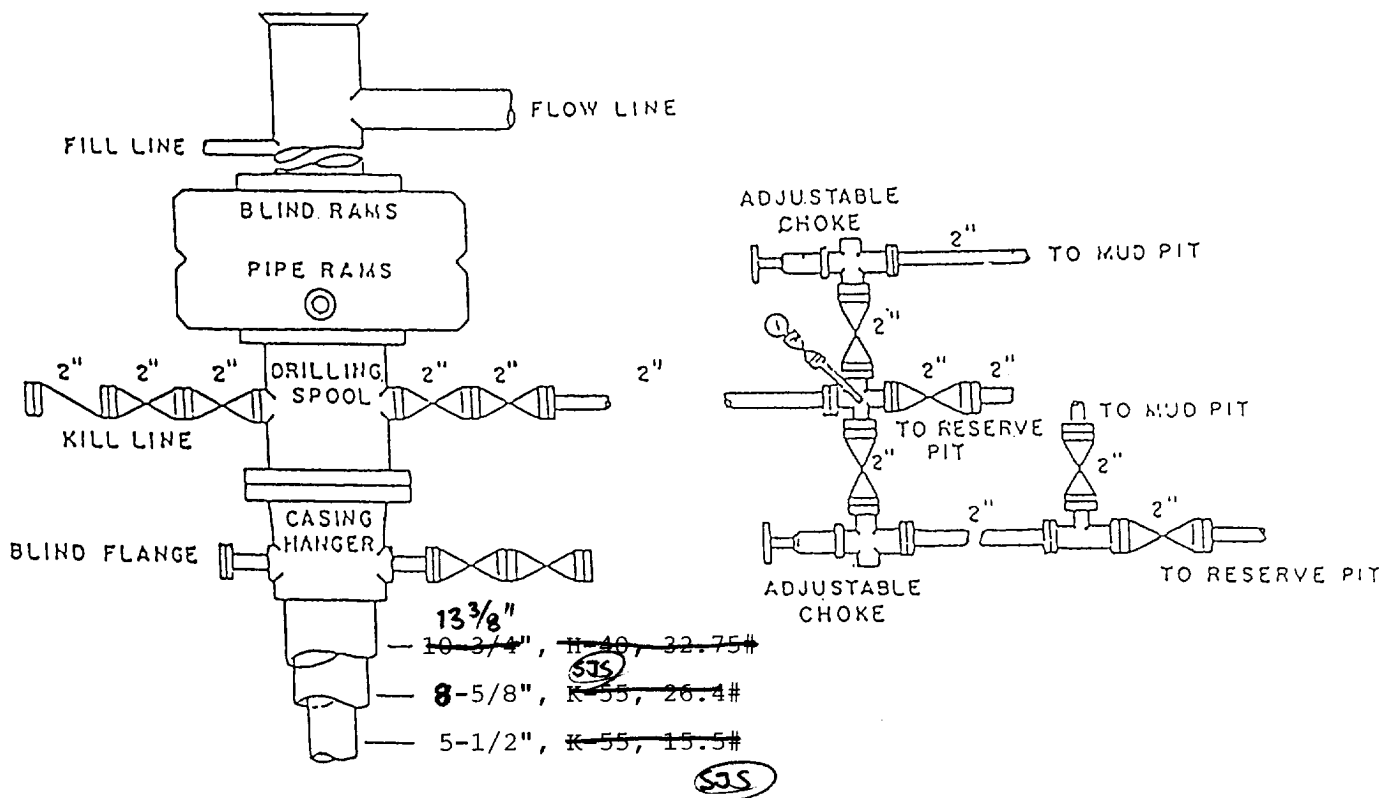 FLOW LINE
FILL LINE
BLIND RAMS
PIPE RAMS
2" 2" 2" DRILLING SPOOL 2" 2" 2"
KILL LINE
CASING
HANGER
BLIND FLANGE
13 3/8"
10-3/4", H-40, 32.75#
SJS
8-5/8", K-55, 26.4#
5-1/2", K-55, 15.5#
SJS
ADJUSTABLE
CHOKE
2"
TO MUD PIT
2"
2" 2"
TO RESERVE
PIT
TO MUD PIT
2"
2"
2"
2"
TO RESERVE PIT
ADJUSTABLE
CHOKE